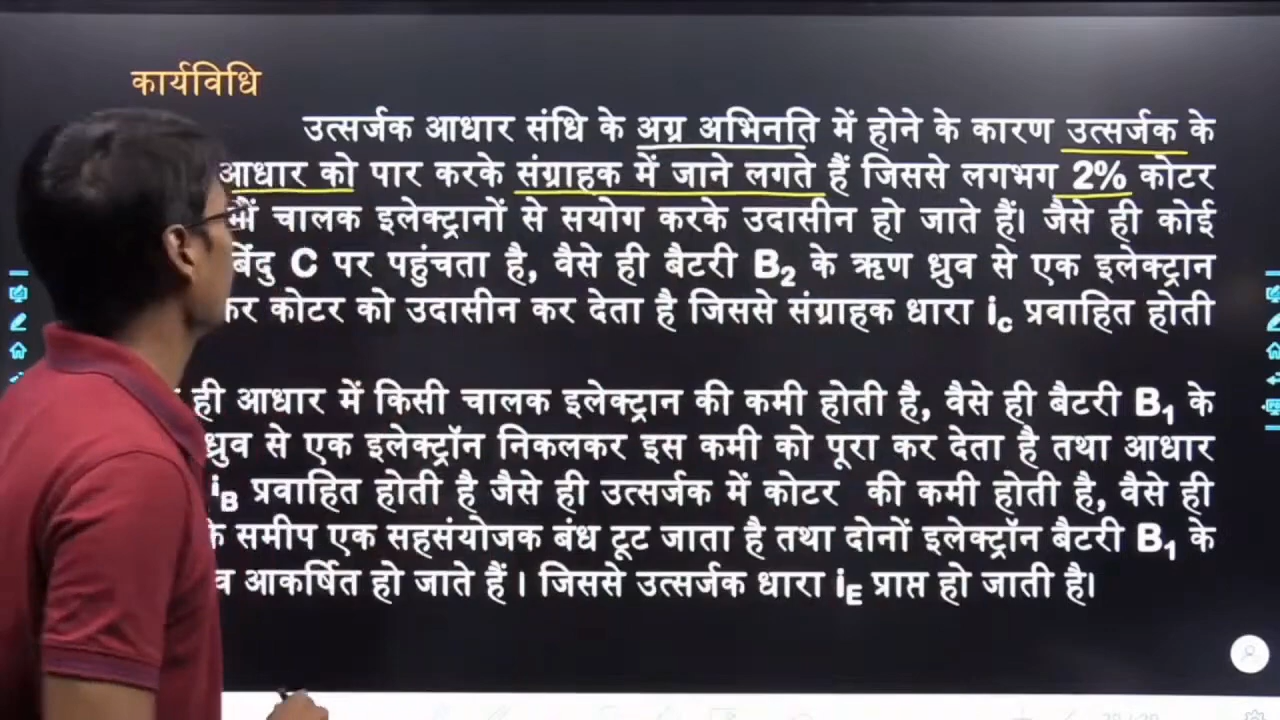 कार्यविधि
उत्सर्जक आधार संधि के अग्र अभिनति में होने के कारण उत्सर्जक के
आधार को पार करके संग्राहक में जाने लगते हैं जिससे लगभग 2% कोटर
चालक इलेक्ट्रानों से सयोग करके उदासीन हो जाते हैं। जैसे ही कोई
बिंदु C पर पहुंचता है, वैसे ही बैटरी B₂ के ऋण ध्रुव से एक इलेक्ट्रान
कर कोटर को उदासीन कर देता है जिससे संग्राहक धारा i꜀ प्रवाहित होती
ही आधार में किसी चालक इलेक्ट्रान की कमी होती है, वैसे ही बैटरी B₁ के
ध्रुव से एक इलेक्ट्रॉन निकलकर इस कमी को पूरा कर देता है तथा आधार
iB प्रवाहित होती है जैसे ही उत्सर्जक में कोटर की कमी होती है, वैसे ही
के समीप एक सहसंयोजक बंध टूट जाता है तथा दोनों इलेक्ट्रॉन बैटरी B₁ के
आकर्षित हो जाते हैं। जिससे उत्सर्जक धारा iE प्राप्त हो जाती है।